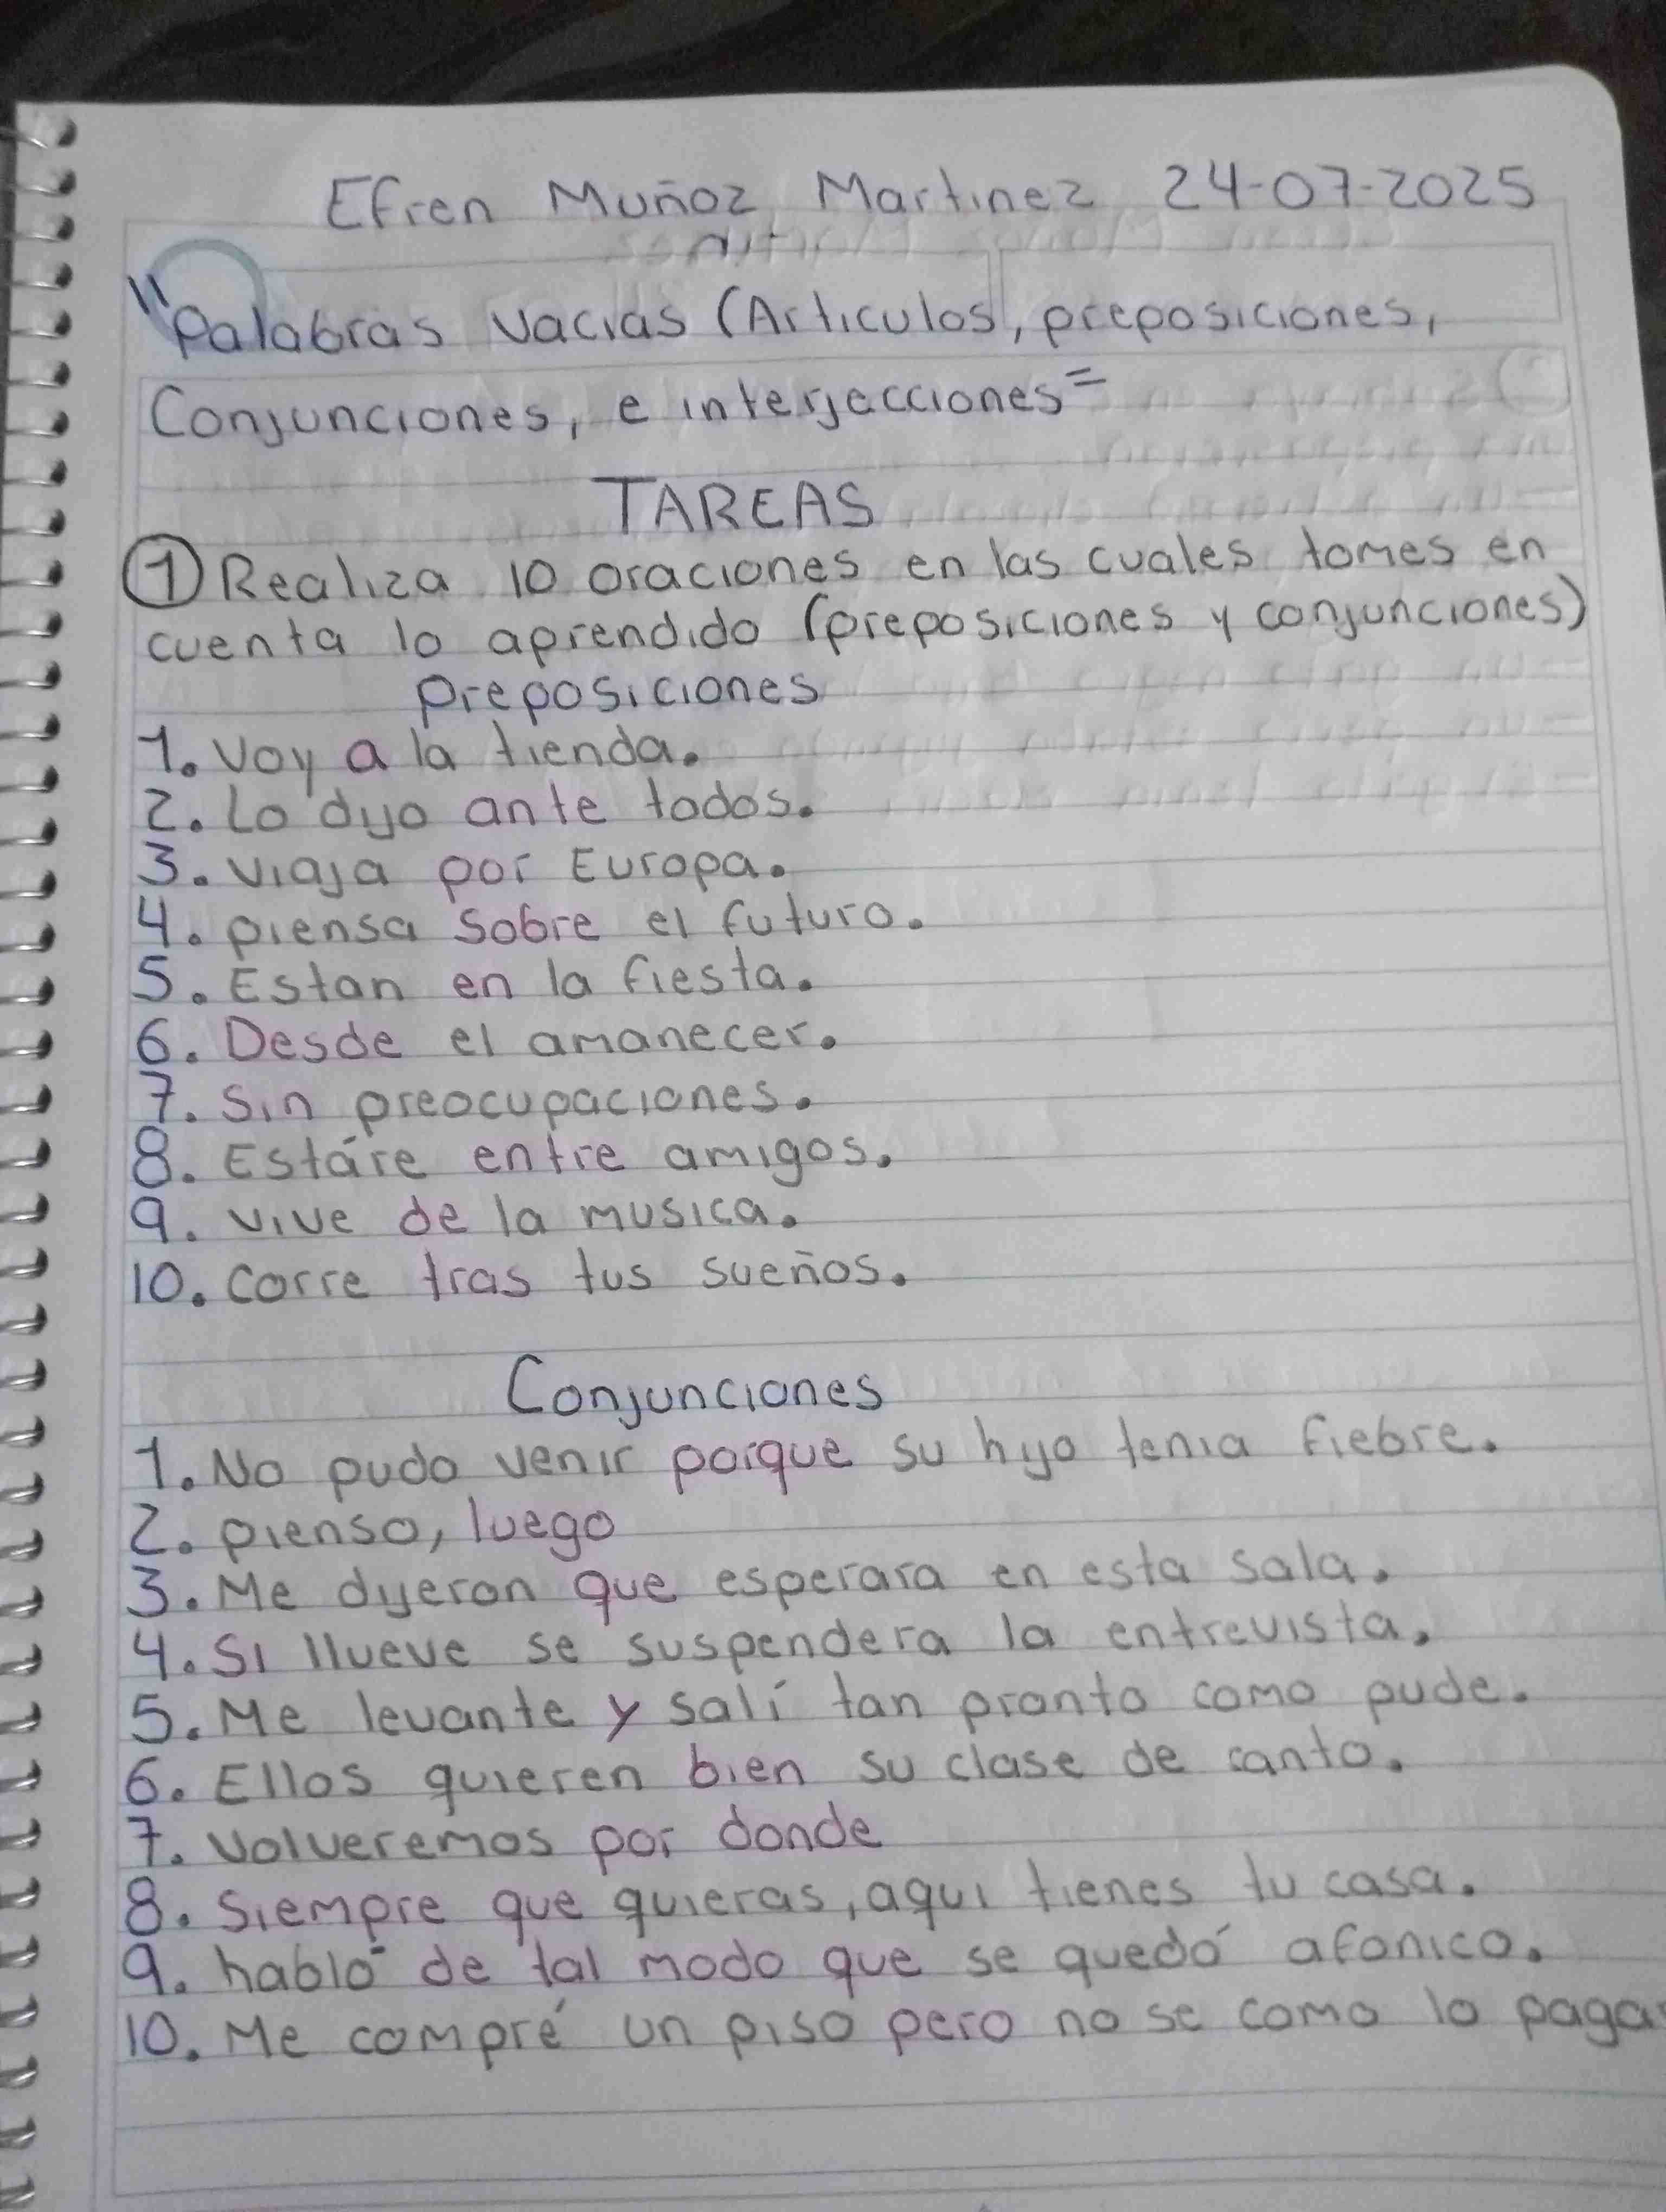 Efren Muñoz Martinez 24-07-2025
"Palabras vacias (Articulos, preposiciones,
Conjunciones, e interjecciones"
TAREAS
① Realiza 10 oraciones en las cuales tomes en
cuenta lo aprendido (preposiciones y conjunciones)
preposiciones
1. Voy a la tienda.
2. Lo dijo ante todos.
3. viaja por Europa.
4. piensa sobre el futuro.
5. Estan en la fiesta.
6. Desde el amanecer.
7. Sin preocupaciones.
8. Estáre entre amigos.
9. vive de la musica.
10. corre tras tus sueños.
Conjunciones
1. No pudo venir porque su hijo tenia fiebre.
2. pienso, luego
3. Me dijeron que esperara en esta sala.
4. Si llueve se suspendera la entrevista.
5. Me levante y salí tan pronto como pude.
6. Ellos quieren bien su clase de canto.
7. volveremos por donde
8. Siempre que quieras, aqui tienes tu casa.
9. habló de tal modo que se quedó afonico.
10. Me compré un piso pero no se como lo paga